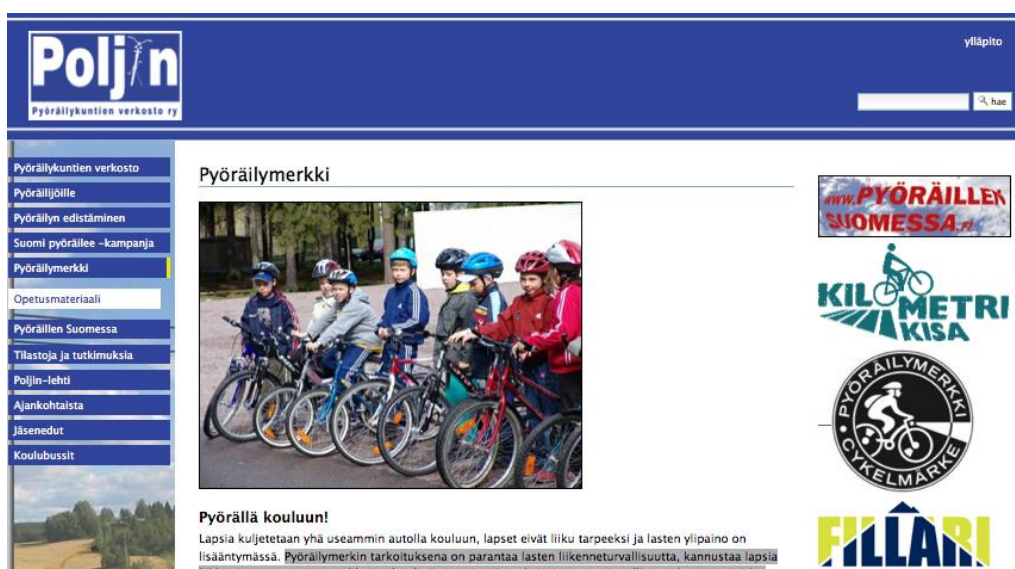 Poljin
Pyöräilykuntien verkosto ry
ylläpito
hae
Pyöräilykuntien verkosto
Pyöräilijöille
Pyöräilyn edistäminen
Suomi pyöräilee -kampanja
Pyöräilymerkki
Opetusmateriaali
Pyöräillen Suomessa
Tilastoja ja tutkimuksia
Poljin-lehti
Ajankohtaista
Jäsenedut
Koulubussit
Pyöräilymerkki
Pyörällä kouluun!
Lapsia kuljetetaan yhä useammin autolla kouluun, lapset eivät liiku tarpeeksi ja lasten ylipaino on
lisääntymässä. Pyöräilymerkin tarkoituksena on parantaa lasten liikenneturvallisuutta, kannustaa lapsia
www.PYÖRÄILLEN
SUOMESSA.FI
KILOMETRI
KISA
PYÖRÄILYMERKKI
CYKELMÄRKE
FILLARI